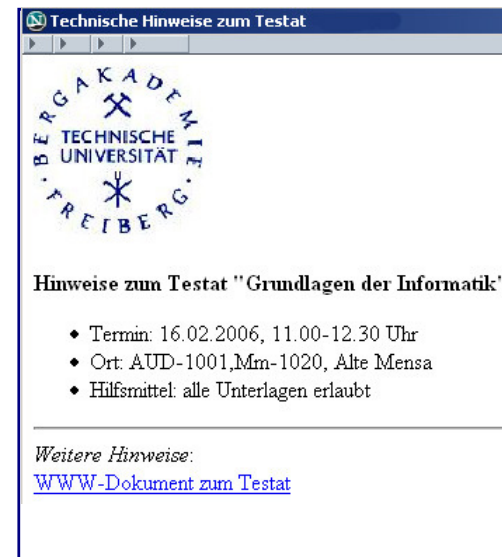 Technische Hinweise zum Testat
BERGAKADEMIE
TECHNISCHE
UNIVERSITÄT
FREIBERG
Hinweise zum Testat "Grundlagen der Informatik"
Termin: 16.02.2006, 11.00-12.30 Uhr
Ort: AUD-1001,Mm-1020, Alte Mensa
Hilfsmittel: alle Unterlagen erlaubt
Weitere Hinweise:
WWW-Dokument zum Testat